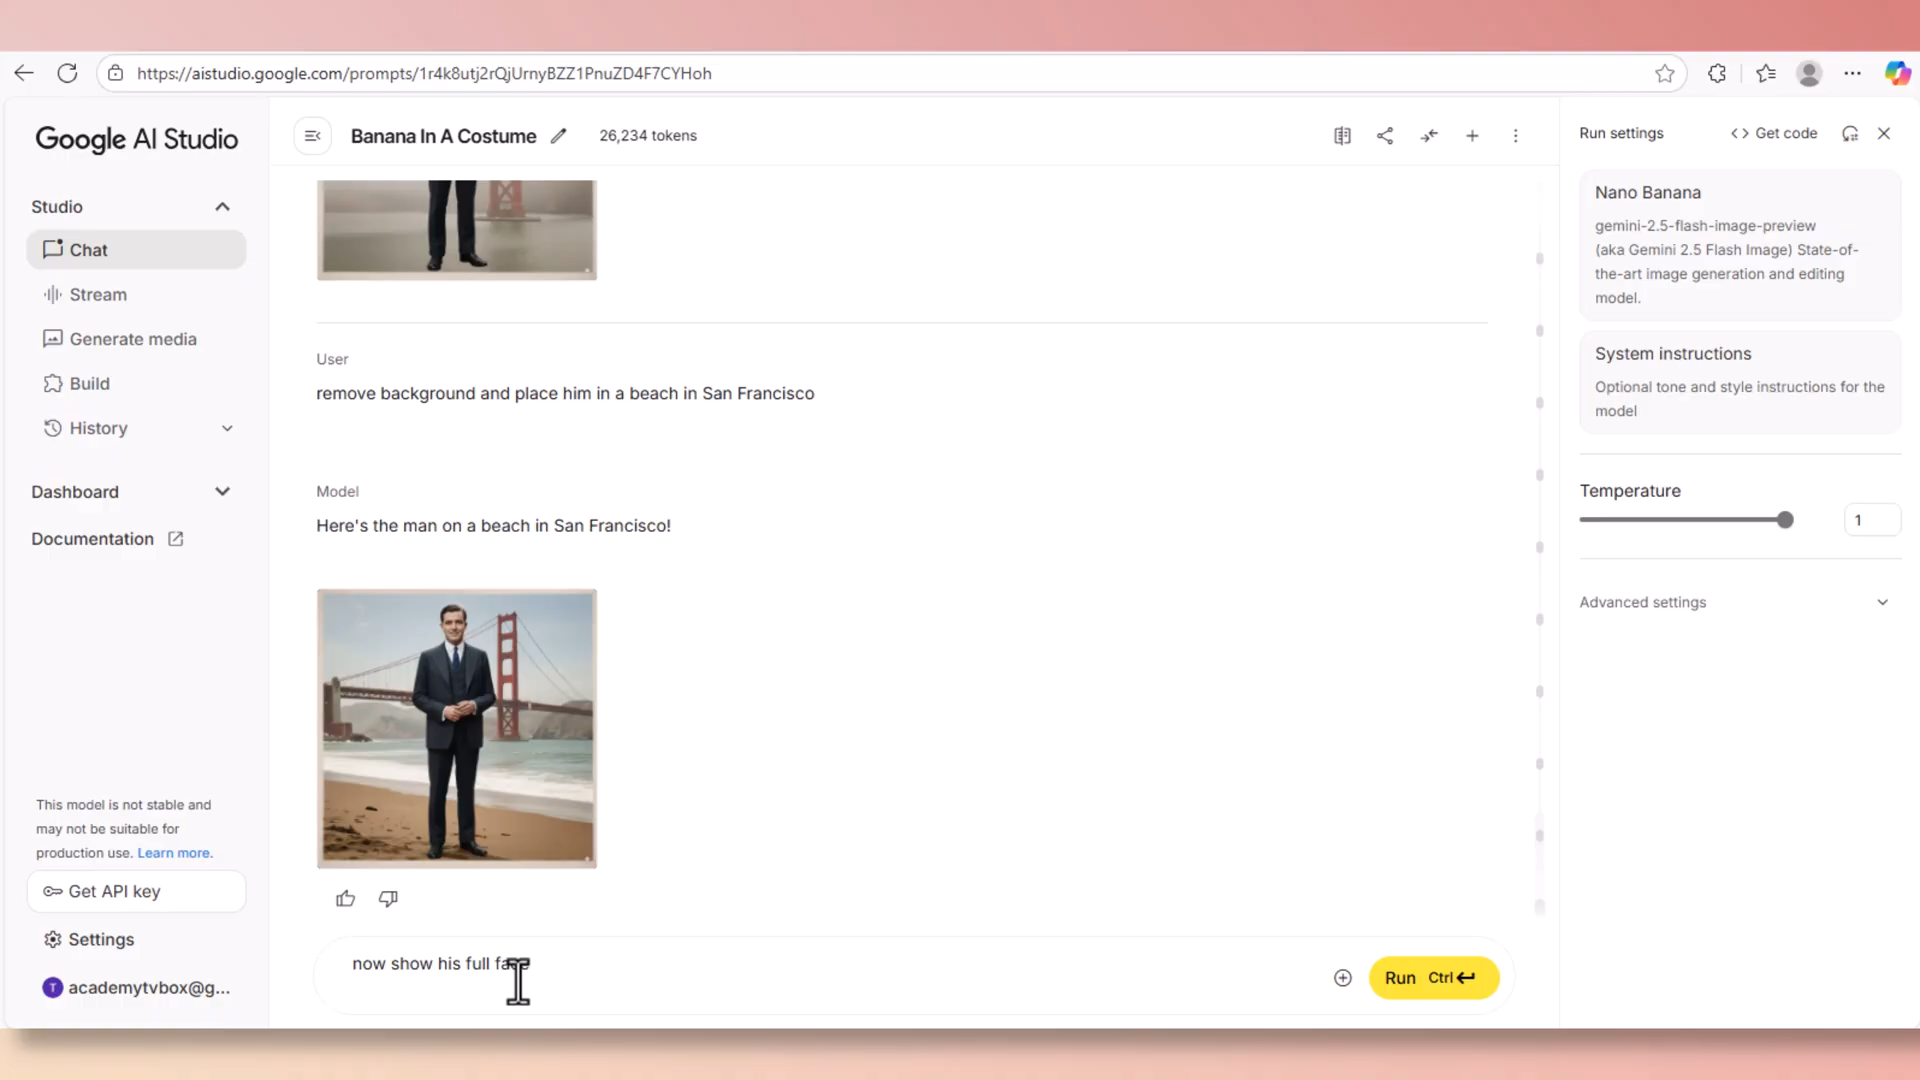 https://aistudio.google.com/prompts/1r4k8utj2rQjUrnyBZZ1PnuZD4F7CYHoh
Google AI Studio
Studio
Chat
Stream
Generate media
Build
History
Dashboard
Documentation
This model is not stable and
may not be suitable for
production use. Learn more.
Get API key
Settings
T academytvbox@g...
Banana In A Costume
26,234 tokens
User
remove background and place him in a beach in San Francisco
Model
Here's the man on a beach in San Francisco!
now show his full face
Run Ctrl
Run settings
<> Get code
Nano Banana
gemini-2.5-flash-image-preview
(aka Gemini 2.5 Flash Image) State-of-
the-art image generation and editing
model.
System instructions
Optional tone and style instructions for the
model
Temperature
1
Advanced settings